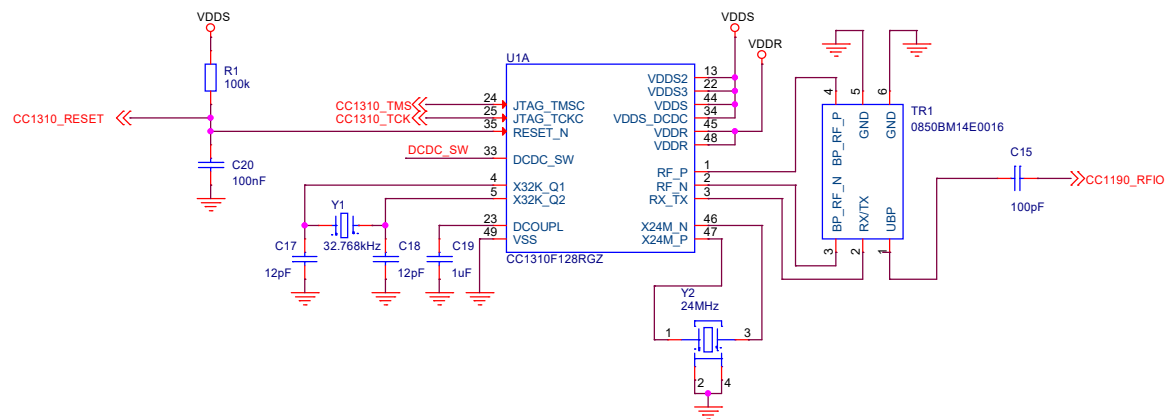 VDDS
VDDS
VDDR
U1A
R1
100k
CC1310_RESET
C20
100nF
CC1310_TMS
CC1310_TCK
DCDC_SW
24
25
35
33
4
5
23
49
JTAG_TMSC
JTAG_TCKC
RESET_N
DCDC_SW
X32K_Q1
X32K_Q2
DCOUPL
VSS
VDDS2
VDDS3
VDDS
VDDS_DCDC
VDDR
VDDR
RF_P
RF_N
RX_TX
X24M_N
X24M_P
13
22
44
34
45
48
1
2
3
46
47
CC1310F128RGZ
Y1
32.768kHz
C17
12pF
C18
12pF
C19
1uF
Y2
24MHz
1
3
2
4
4
5
6
BP_RF_P
GND
GND
BP_RF_N
RX/TX
UBP
3
2
1
TR1
0850BM14E0016
C15
100pF
CC1190_RFIO